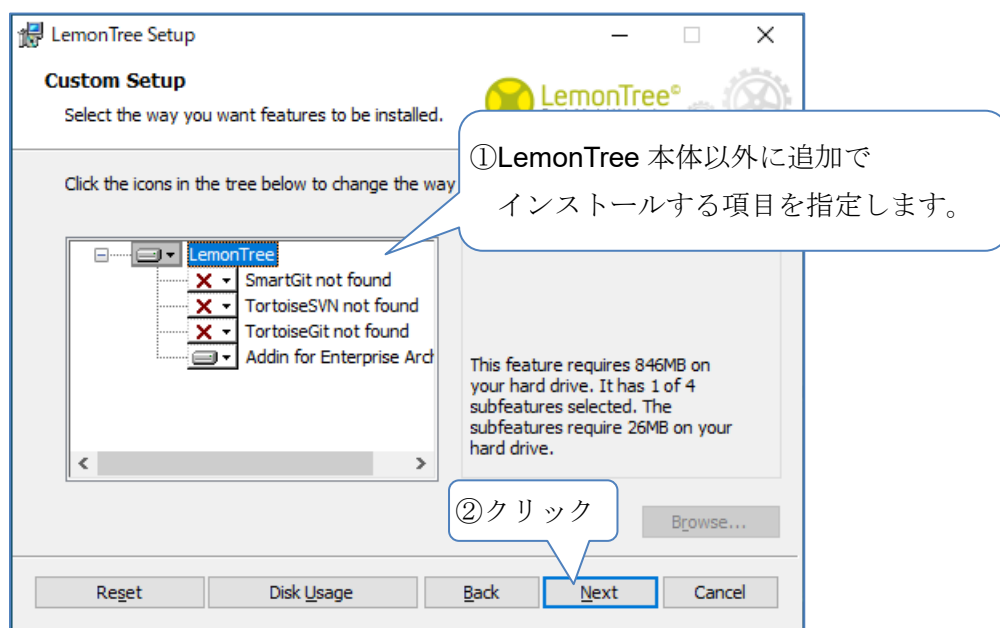 LemonTree Setup
Custom Setup
Select the way you want features to be installed.
LemonTree©
①LemonTree 本体以外に追加で
インストールする項目を指定します。
Click the icons in the tree below to change the way
LemonTree
SmartGit not found
TortoiseSVN not found
TortoiseGit not found
Addin for Enterprise Arch
This feature requires 846MB on
your hard drive. It has 1 of 4
subfeatures selected. The
subfeatures require 26MB on your
hard drive.
②クリック
Browse...
Reset
Disk Usage
Back
Next
Cancel